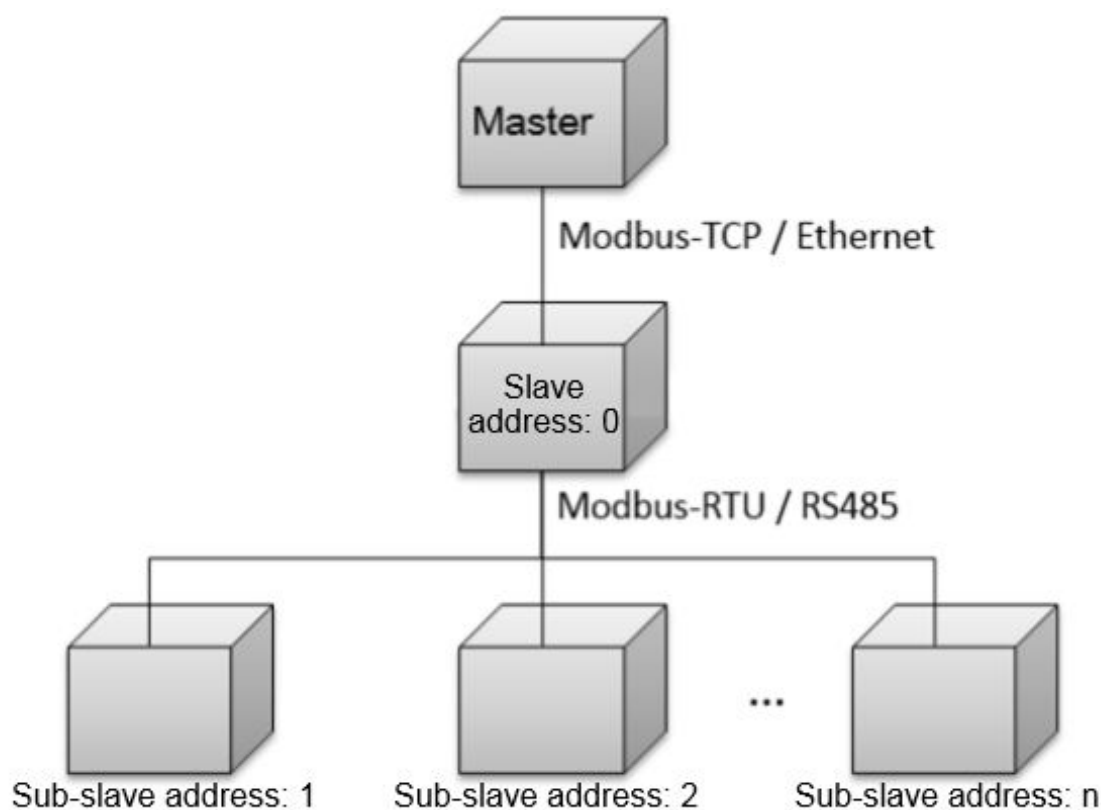 Master
Modbus-TCP / Ethernet
Slave
address: 0
Modbus-RTU / RS485
...
Sub-slave address: 1
Sub-slave address: 2
Sub-slave address: n